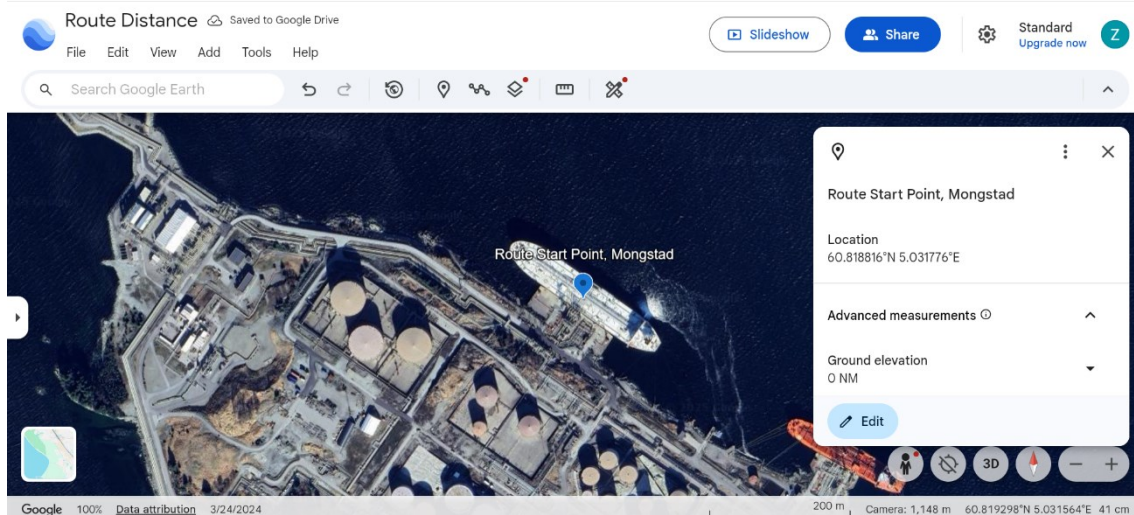 Route Distance Saved to Google Drive
File Edit View Add Tools Help
Slideshow
Share
Standard
Upgrade now
Z
Search Google Earth
Route Start Point, Mongstad
Route Start Point, Mongstad
Location
60.818816°N 5.031776°E
Advanced measurements
Ground elevation
0 NM
Edit
3D
Google 100% Data attribution 3/24/2024 200 m Camera: 1,148 m 60.819298°N 5.031564°E 41 cm